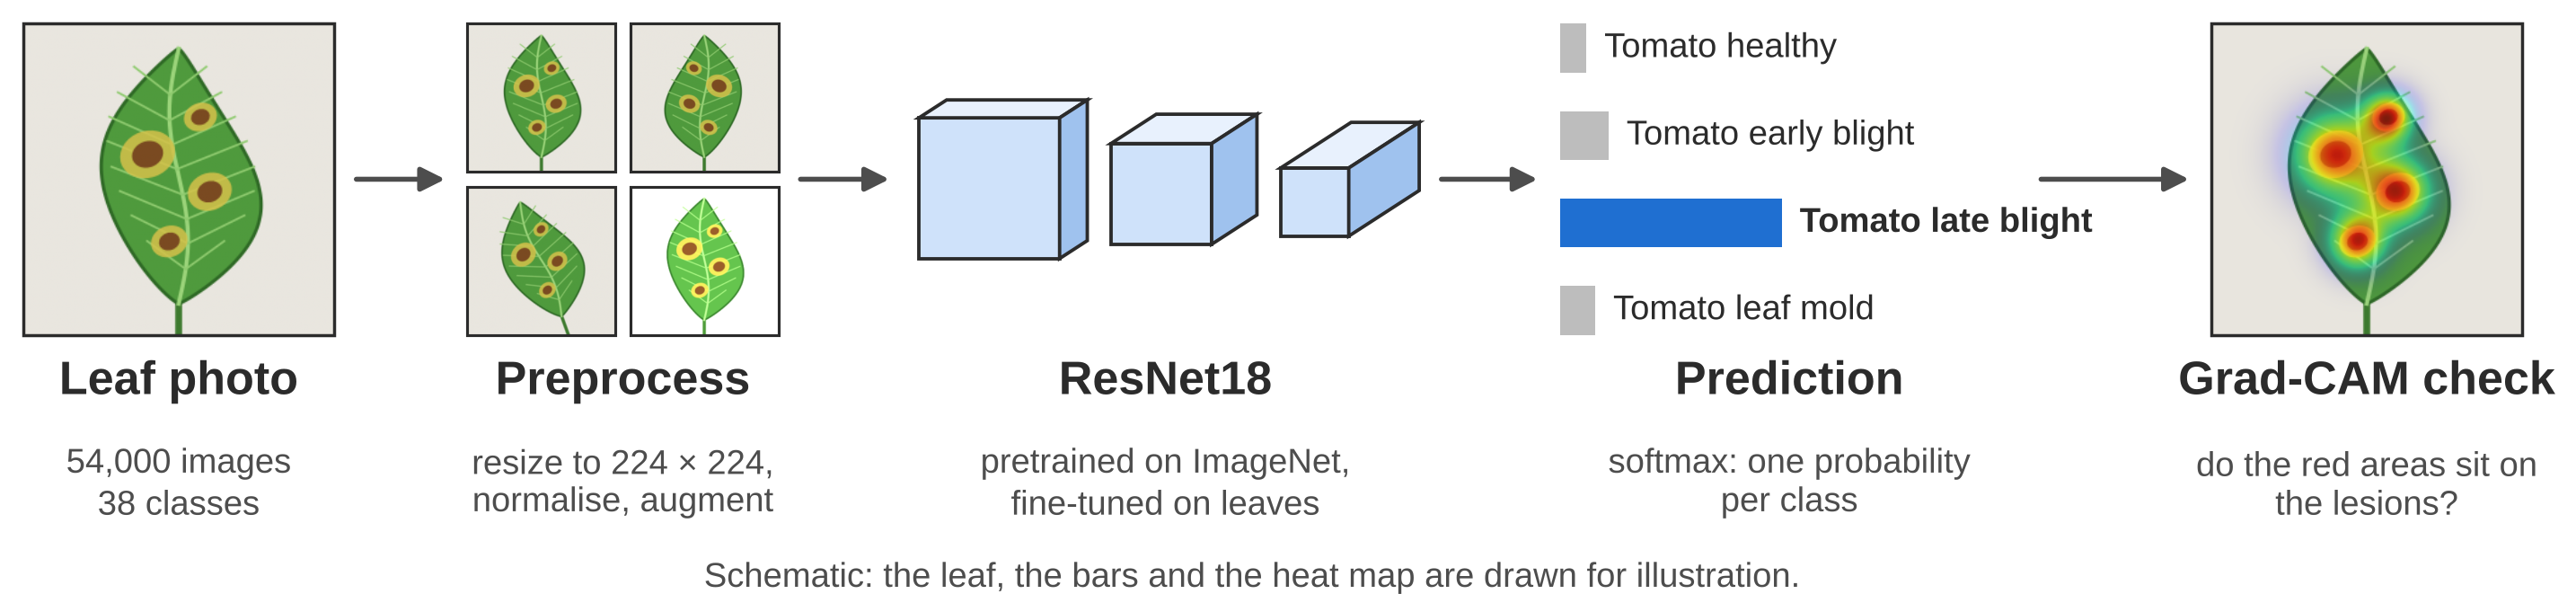 Tomato healthy
Tomato early blight
Tomato late blight
Tomato leaf mold
Leaf photo
Preprocess
ResNet18
Prediction
Grad-CAM check
54,000 images
38 classes
resize to 224 × 224,
normalise, augment
pretrained on ImageNet,
fine-tuned on leaves
softmax: one probability
per class
do the red areas sit on
the lesions?
Schematic: the leaf, the bars and the heat map are drawn for illustration.